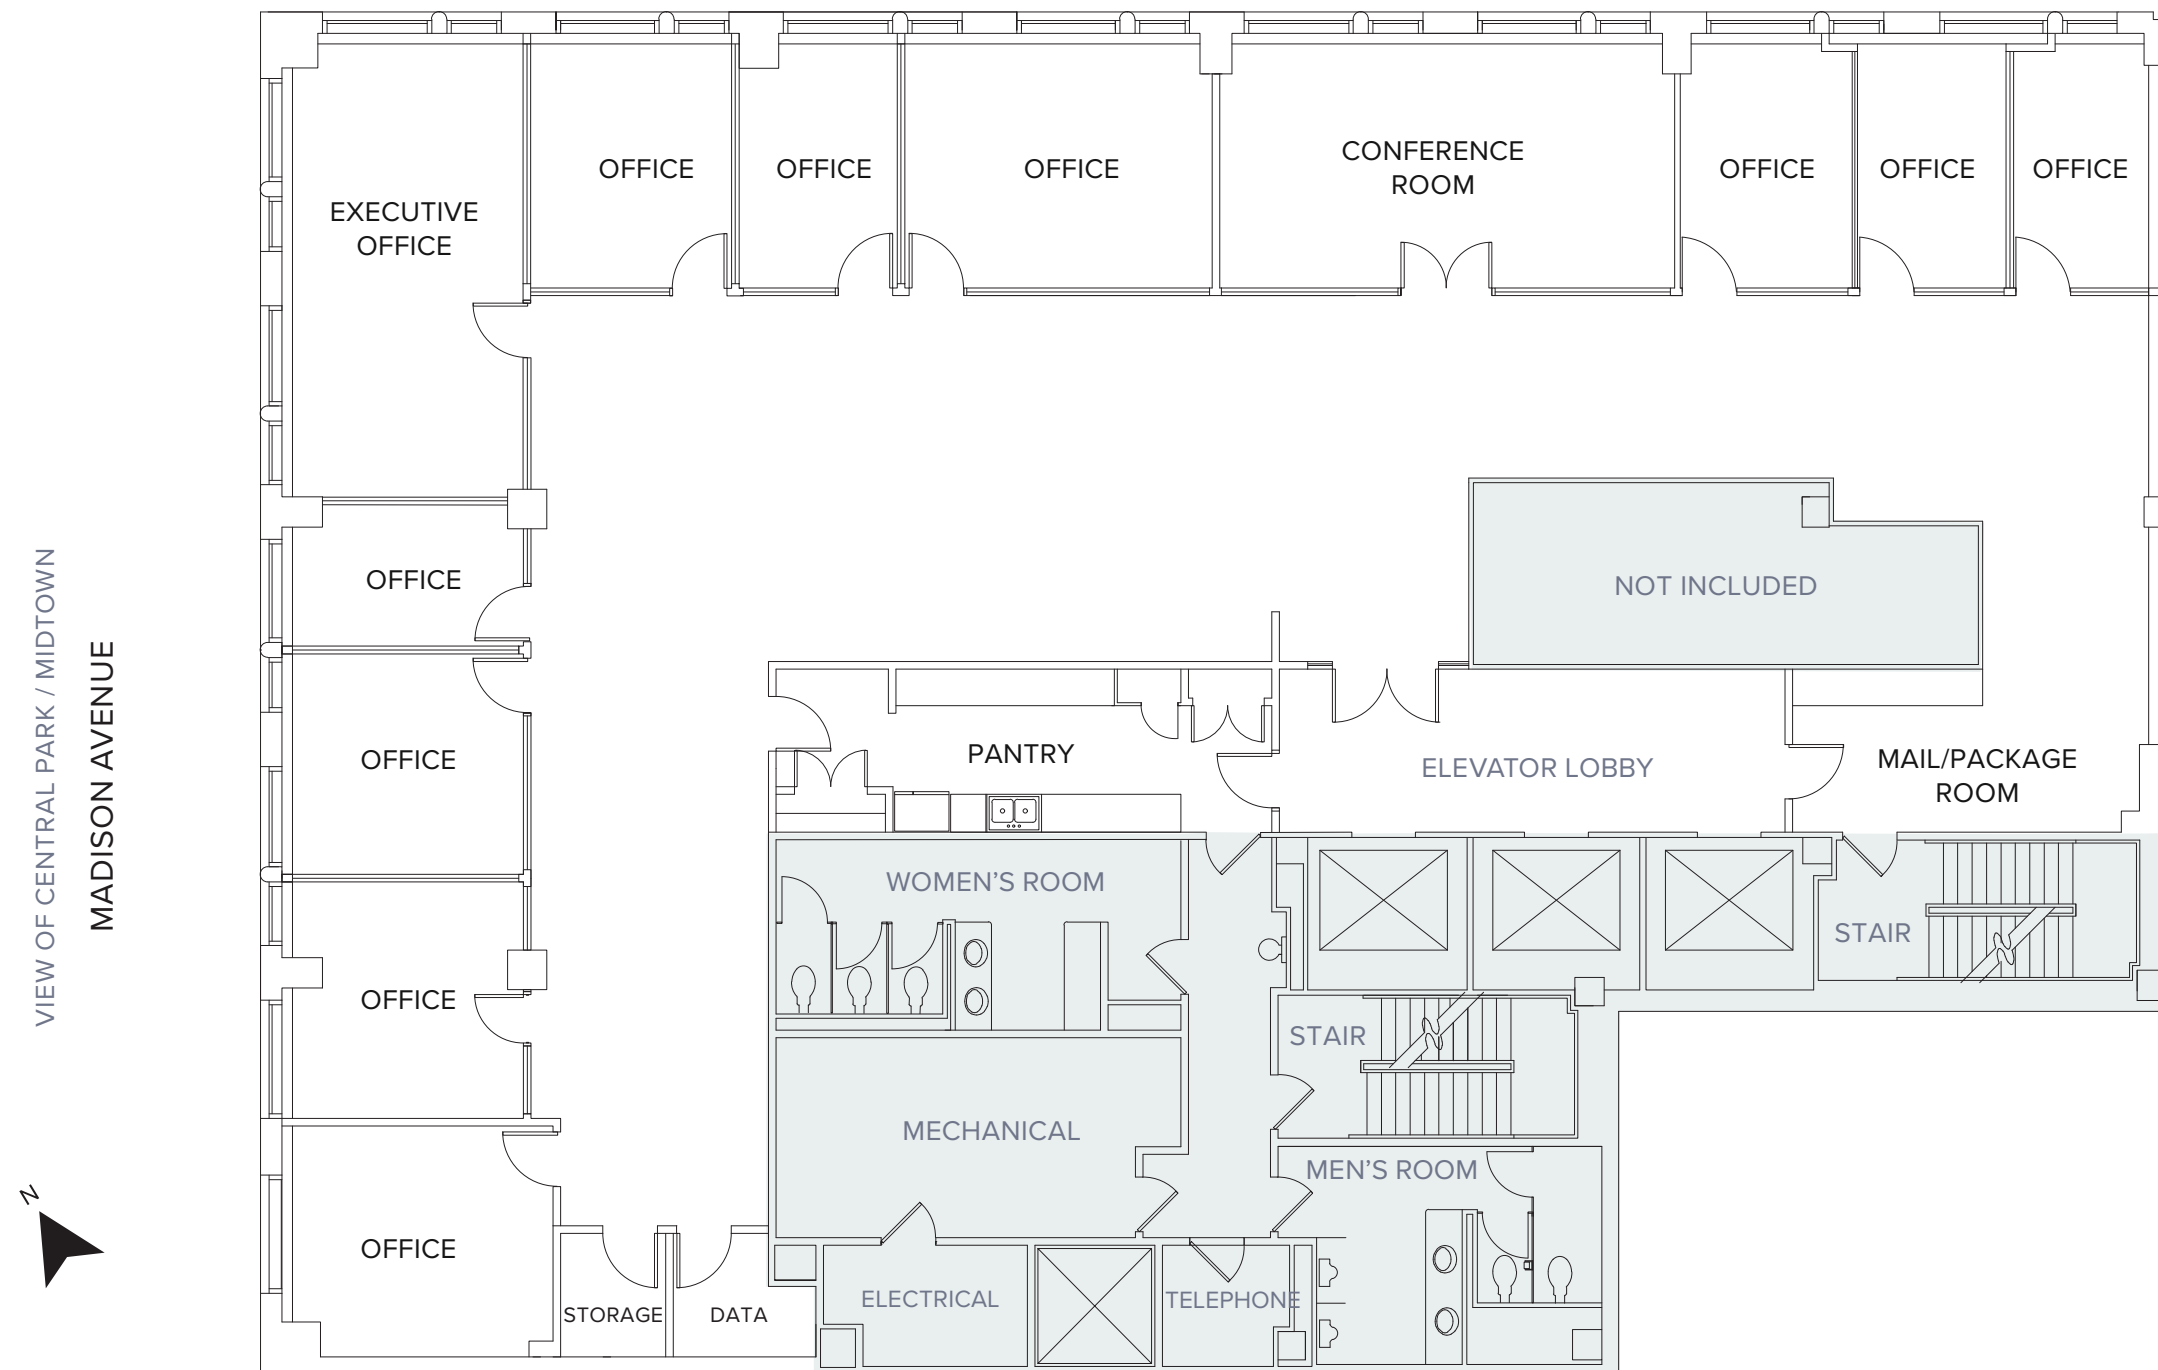 OFFICE
OFFICE
OFFICE
CONFERENCE
ROOM
OFFICE
OFFICE
OFFICE
EXECUTIVE
OFFICE
OFFICE
NOT INCLUDED
VIEW OF CENTRAL PARK / MIDTOWN
MADISON AVENUE
OFFICE
PANTRY
ELEVATOR LOBBY
MAIL/PACKAGE
ROOM
WOMEN’S ROOM
STAIR
OFFICE
STAIR
MECHANICAL
MEN’S ROOM
N
OFFICE
STORAGE
DATA
ELECTRICAL
TELEPHONE